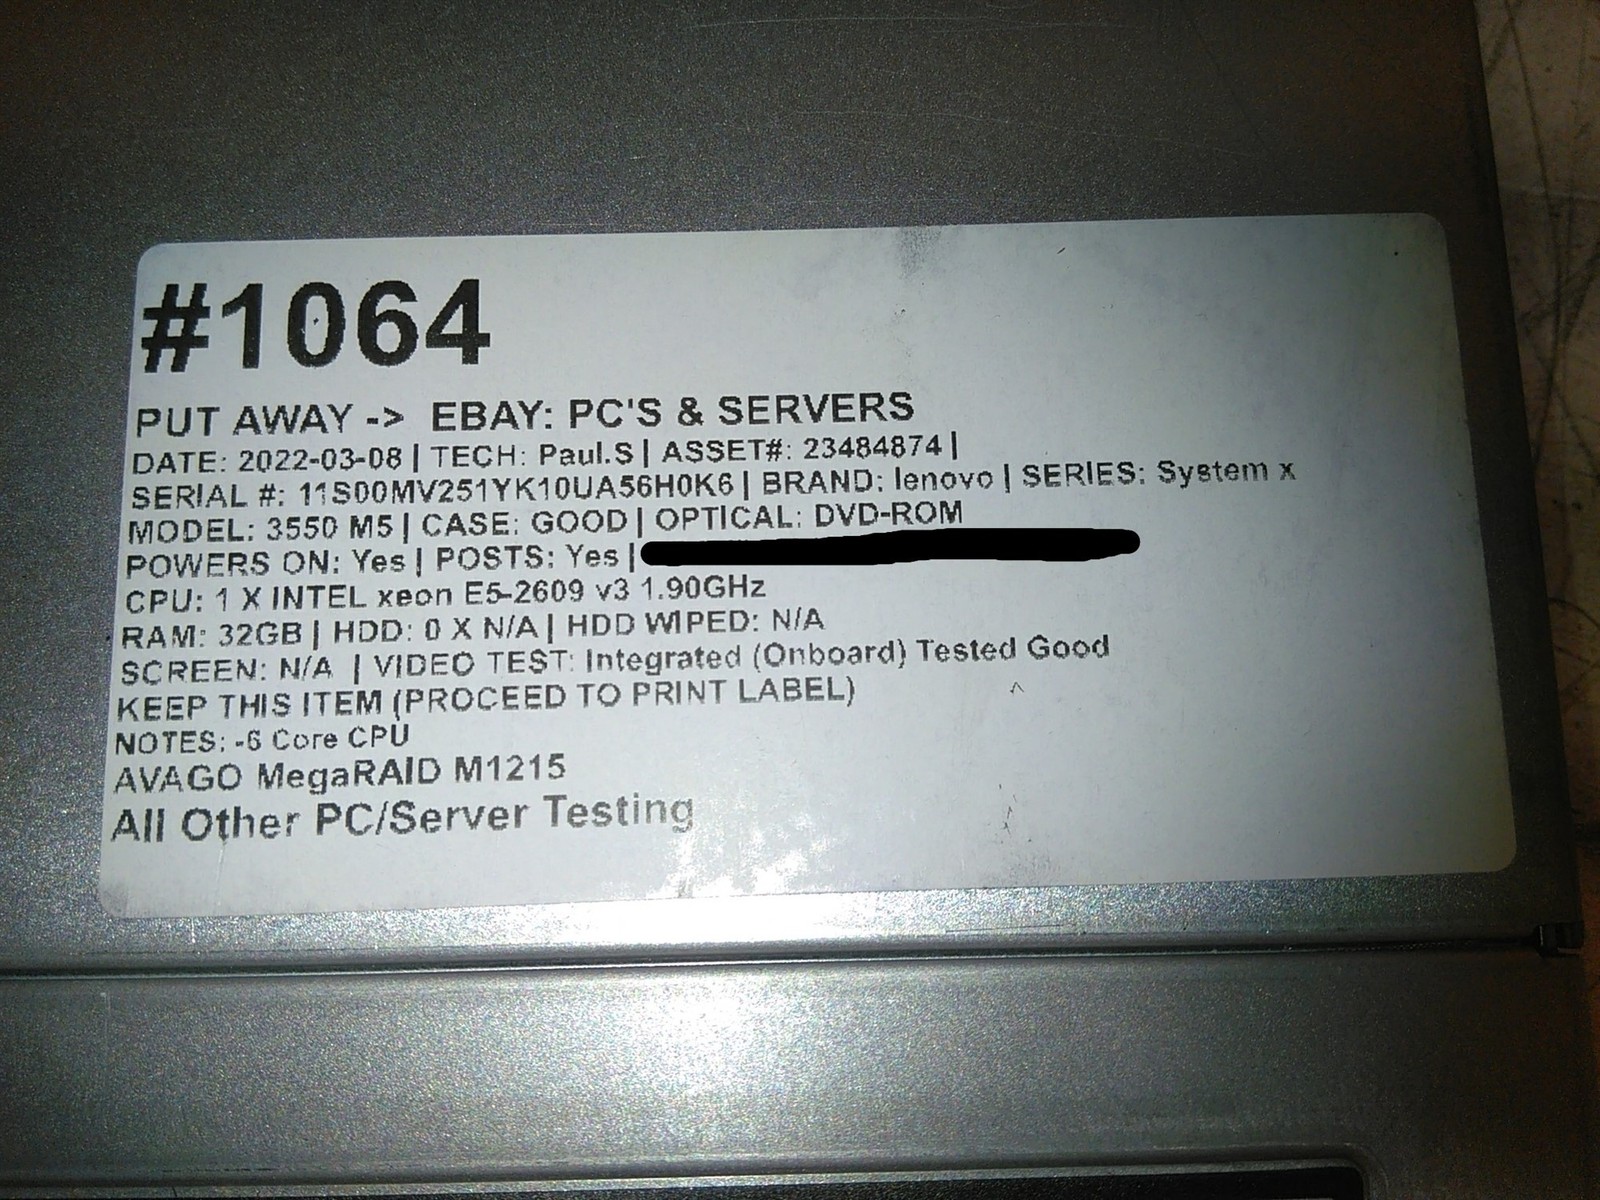 #1064
PUT AWAY -> EBAY: PC'S & SERVERS
DATE: 2022-03-08 | TECH: Paul.S | ASSET#: 23484874 |
SERIAL #: 11S00MV251YK10UA56H0K6 | BRAND: lenovo | SERIES: System x
MODEL: 3550 M5 | CASE: GOOD | OPTICAL: DVD-ROM
POWERS ON: Yes | POSTS: Yes |
CPU: 1 X INTEL xeon E5-2609 v3 1.90GHz
RAM: 32GB | HDD: 0 X N/A | HDD WIPED: N/A
SCREEN: N/A | VIDEO TEST: Integrated (Onboard) Tested Good
KEEP THIS ITEM (PROCEED TO PRINT LABEL)
NOTES: -6 Core CPU
AVAGO MegaRAID M1215
All Other PC/Server Testing